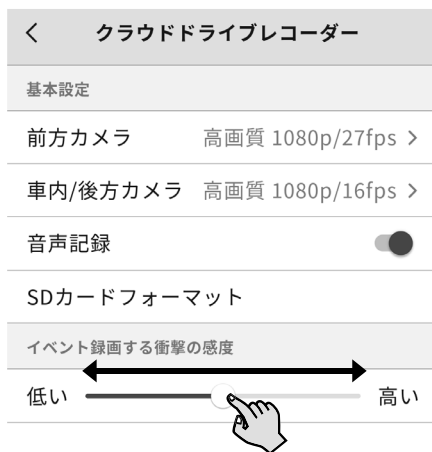 クラウドドライブレコーダー
基本設定
前方カメラ 高画質 1080p/27fps
車内/後方カメラ 高画質 1080p/16fps
音声記録
SDカードフォーマット
イベント録画する衝撃の感度
低い 高い